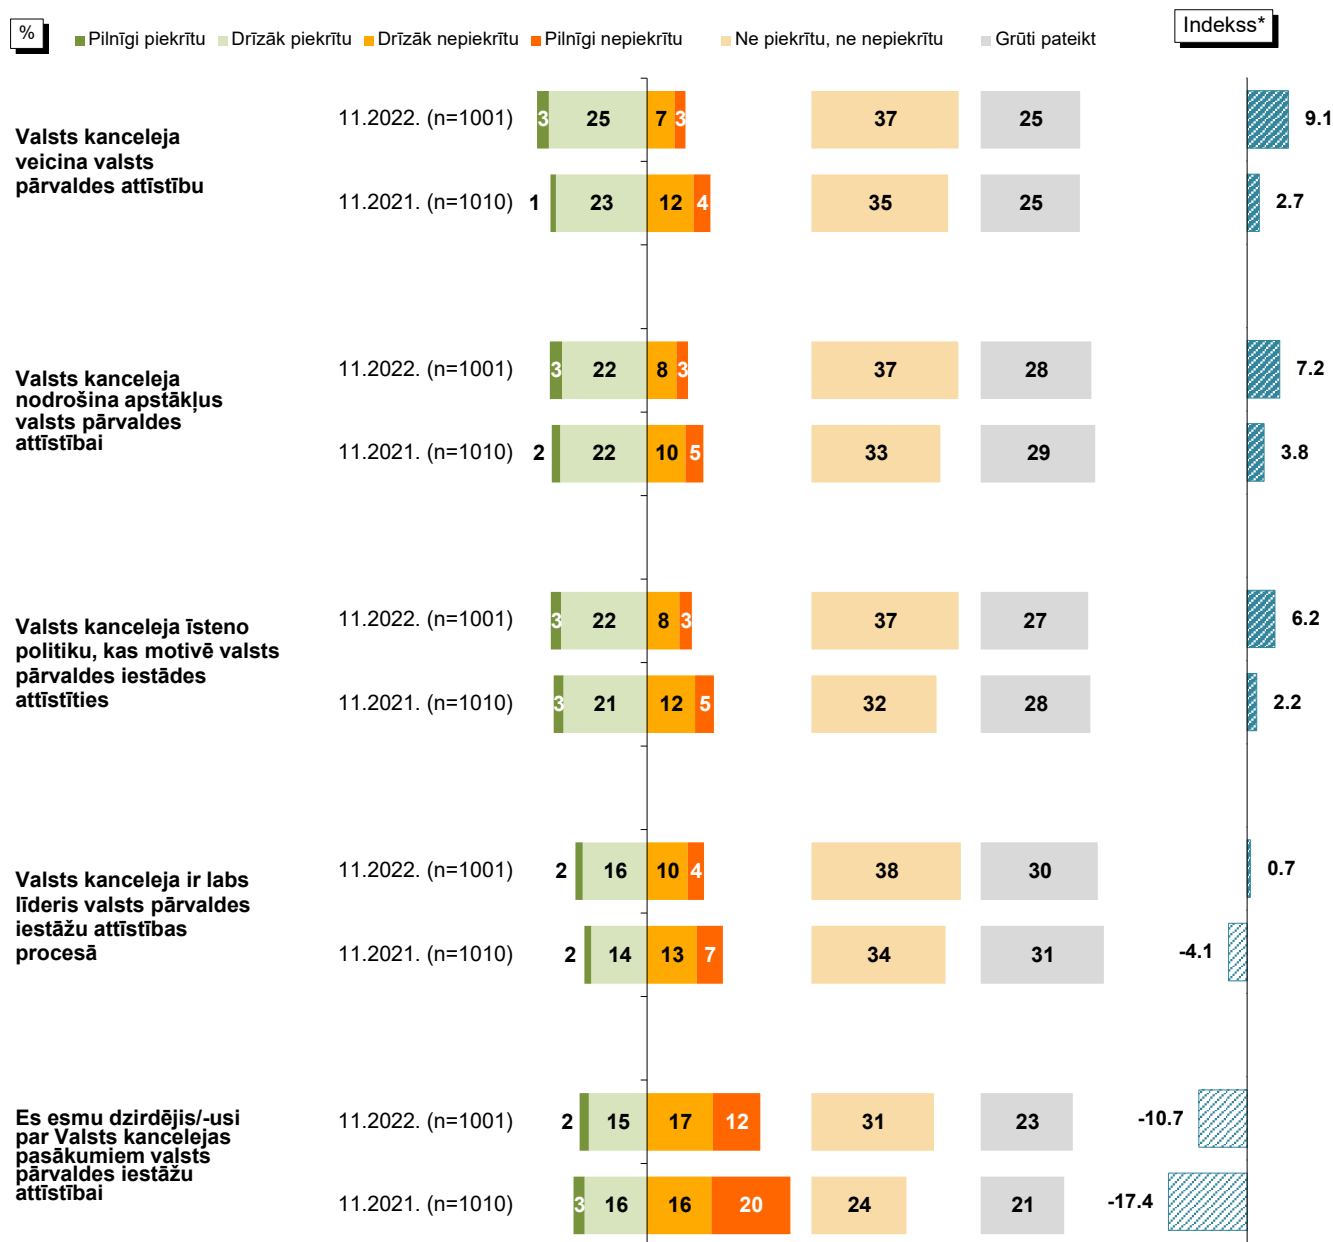 %
Pilnīgi piekrītu Drīzāk piekrītu Drīzāk nepiekrītu Pilnīgi nepiekrītu Ne piekrītu, ne nepiekrītu Grūti pateikt
Indekss*
Valsts kanceleja
veicina valsts
pārvaldes attīstību
11.2022. (n=1001) 3 25 7 3 37 25 9.1
11.2021. (n=1010) 1 23 12 4 35 25 2.7
Valsts kanceleja
nodrošina apstākļus
valsts pārvaldes
attīstībai
11.2022. (n=1001) 3 22 8 3 37 28 7.2
11.2021. (n=1010) 2 22 10 5 33 29 3.8
Valsts kanceleja īsteno
politiku, kas motivē valsts
pārvaldes iestādes
attīstīties
11.2022. (n=1001) 3 22 8 3 37 27 6.2
11.2021. (n=1010) 3 21 12 5 32 28 2.2
Valsts kanceleja ir labs
līderis valsts pārvaldes
iestāžu attīstības
procesā
11.2022. (n=1001) 2 16 10 4 38 30 0.7
11.2021. (n=1010) 2 14 13 7 34 31 -4.1
Es esmu dzirdējis/-usi
par Valsts kancelejas
pasākumiem valsts
pārvaldes iestāžu
attīstībai
11.2022. (n=1001) 2 15 17 12 31 23 -10.7
11.2021. (n=1010) 3 16 16 20 24 21 -17.4